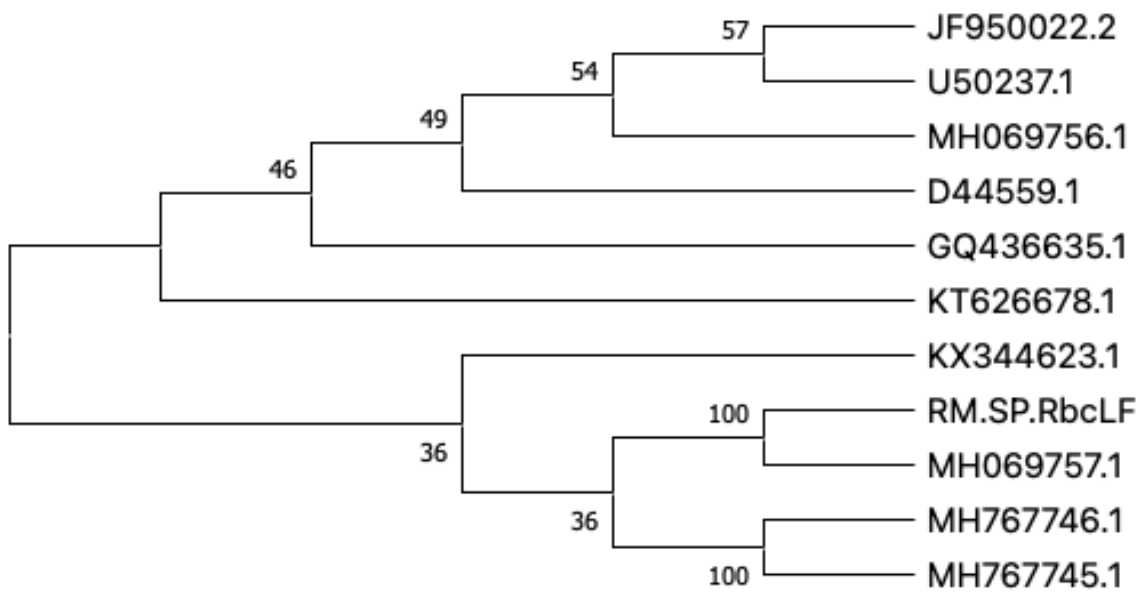 57
JF950022.2
54
U50237.1
49
MH069756.1
46
D44559.1
GQ436635.1
KT626678.1
KX344623.1
100
RM.SP.RbcLF
36
MH069757.1
36
MH767746.1
100
MH767745.1